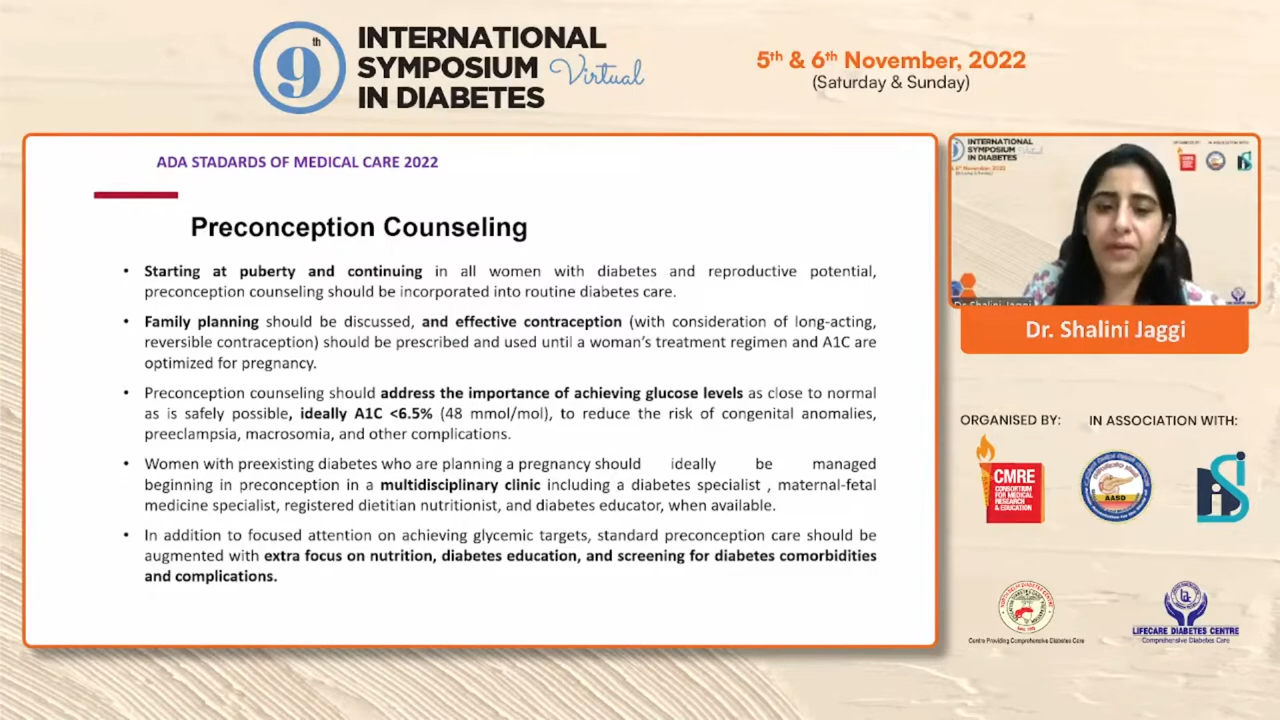 9th
INTERNATIONAL
SYMPOSIUM Virtual
IN DIABETES
5th & 6th November, 2022
(Saturday & Sunday)
ADA STADARDS OF MEDICAL CARE 2022
Preconception Counseling
• Starting at puberty and continuing in all women with diabetes and reproductive potential,
preconception counseling should be incorporated into routine diabetes care.
• Family planning should be discussed, and effective contraception (with consideration of long-acting,
reversible contraception) should be prescribed and used until a woman's treatment regimen and A1C are
optimized for pregnancy.
• Preconception counseling should address the importance of achieving glucose levels as close to normal
as is safely possible, ideally A1C <6.5% (48 mmol/mol), to reduce the risk of congenital anomalies,
preeclampsia, macrosomia, and other complications.
• Women with preexisting diabetes who are planning a pregnancy should ideally be managed
beginning in preconception in a multidisciplinary clinic including a diabetes specialist , maternal-fetal
medicine specialist, registered dietitian nutritionist, and diabetes educator, when available.
• In addition to focused attention on achieving glycemic targets, standard preconception care should be
augmented with extra focus on nutrition, diabetes education, and screening for diabetes comorbidities
and complications.
INTERNATIONAL
SYMPOSIUM Virtual
IN DIABETES
Dr. Shalini Jaggi
Dr. Shalini Jaggi
ORGANISED BY:
IN ASSOCIATION WITH:
CMRE
CONSORTIUM
FOR MEDICAL
RESEARCH
& EDUCATION
AASD
Centre Providing Comprehensive Diabetes Care
LIFECARE DIABETES CENTRE
Comprehensive Diabetes Care